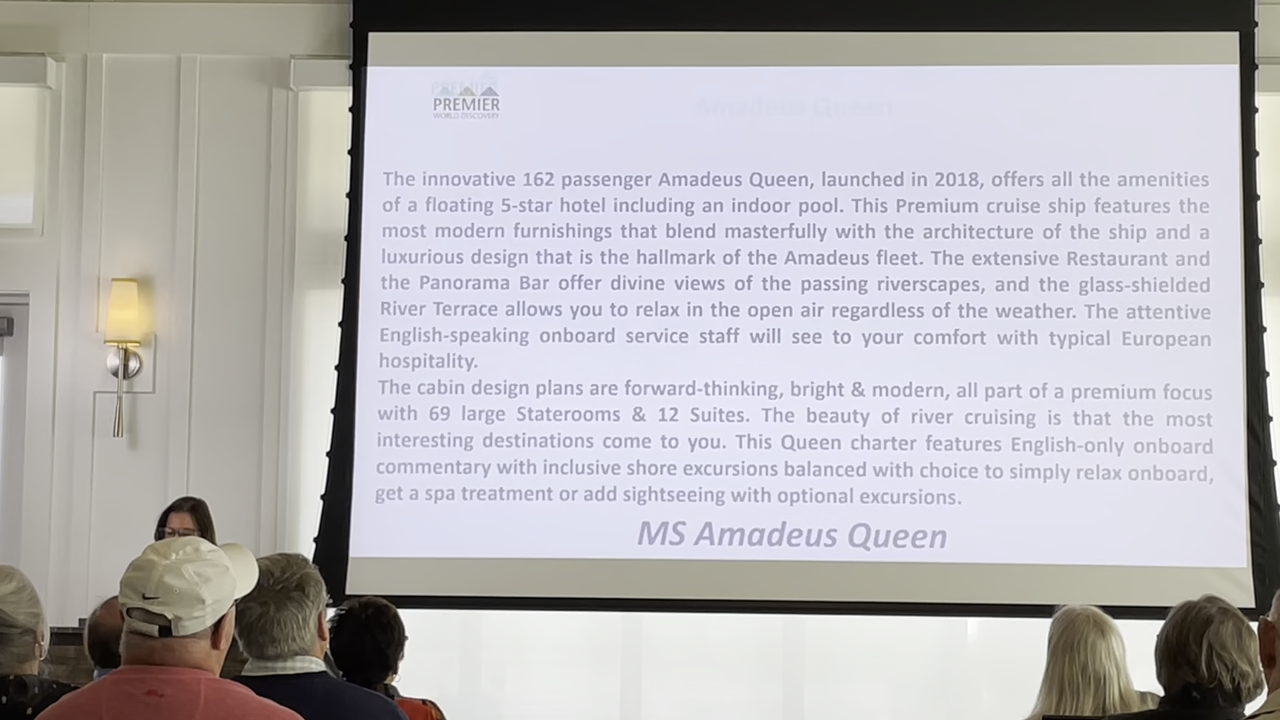 PREMIER
PREMIER
WORLD DISCOVERY
Amadeus Queen
The innovative 162 passenger Amadeus Queen, launched in 2018, offers all the amenities
of a floating 5-star hotel including an indoor pool. This Premium cruise ship features the
most modern furnishings that blend masterfully with the architecture of the ship and a
luxurious design that is the hallmark of the Amadeus fleet. The extensive Restaurant and
the Panorama Bar offer divine views of the passing riverscapes, and the glass-shielded
River Terrace allows you to relax in the open air regardless of the weather. The attentive
English-speaking onboard service staff will see to your comfort with typical European
hospitality.
The cabin design plans are forward-thinking, bright & modern, all part of a premium focus
with 69 large Staterooms & 12 Suites. The beauty of river cruising is that the most
interesting destinations come to you. This Queen charter features English-only onboard
commentary with inclusive shore excursions balanced with choice to simply relax onboard,
get a spa treatment or add sightseeing with optional excursions.
MS Amadeus Queen